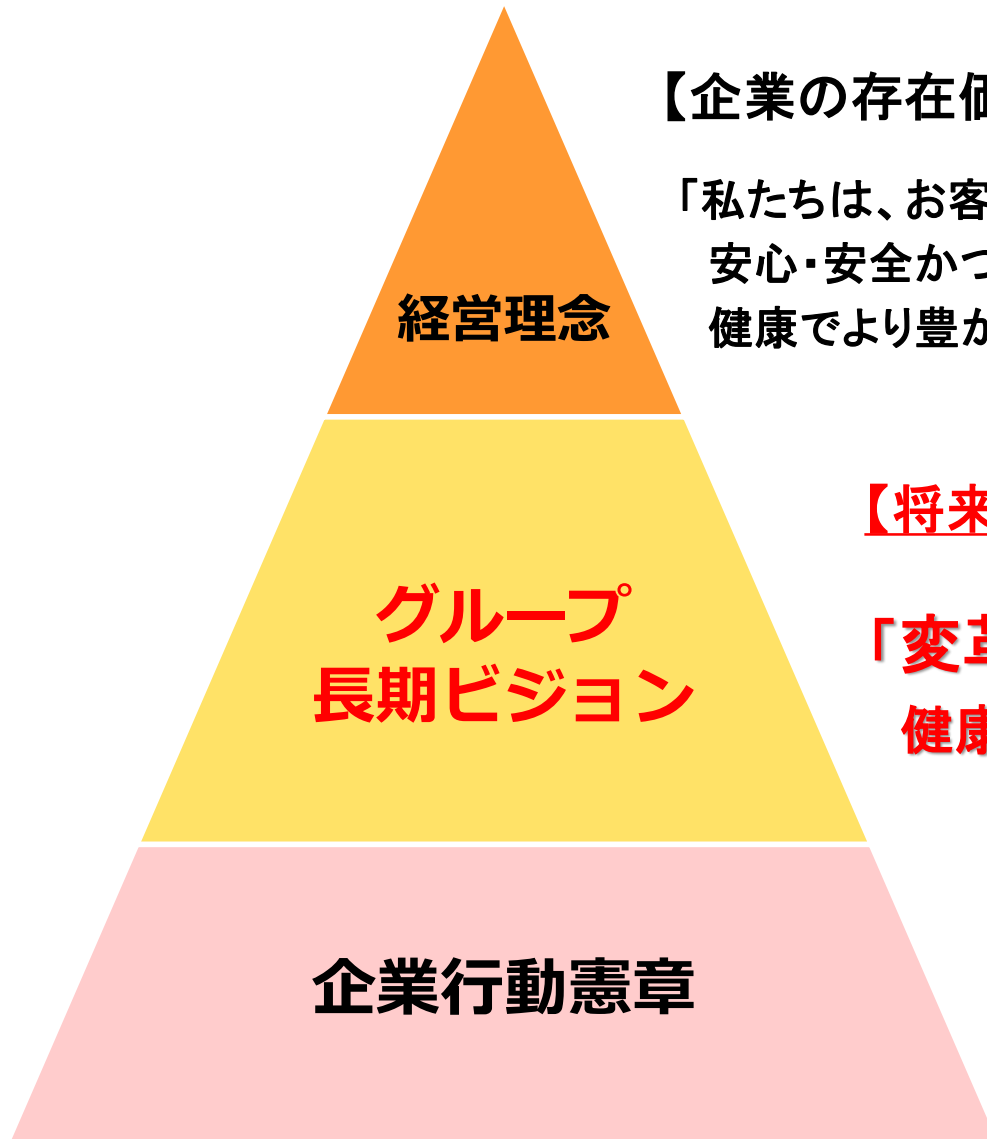 【企業の存在
「私たちは、お客
安心・安全かつ
健康でより豊か
経営理念
【将来
グループ
長期ビジョン
「変革
健康
企業行動憲章